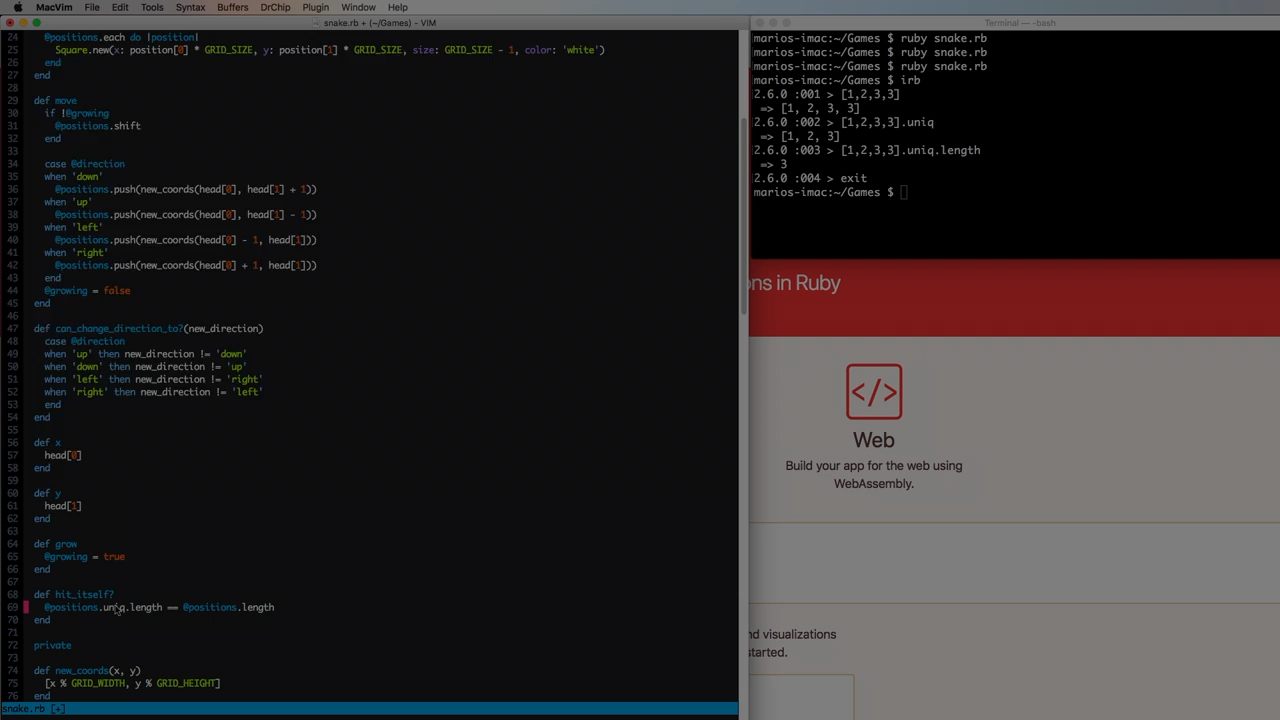 MacVim File Edit Tools Syntax Buffers DrChip Plugin Window Help
snake.rb + (~/Games) - VIM
24 @positions.each do |position|
25 Square.new(x: position[0] * GRID_SIZE, y: position[1] * GRID_SIZE, size: GRID_SIZE - 1, color: 'white')
26 end
27 end
28
29 def move
30 if !@growing
31 @positions.shift
32 end
33
34 case @direction
35 when 'down'
36 @positions.push(new_coords(head[0], head[1] + 1))
37 when 'up'
38 @positions.push(new_coords(head[0], head[1] - 1))
39 when 'left'
40 @positions.push(new_coords(head[0] - 1, head[1]))
41 when 'right'
42 @positions.push(new_coords(head[0] + 1, head[1]))
43 end
44 @growing = false
45 end
46
47 def can_change_direction_to?(new_direction)
48 case @direction
49 when 'up' then new_direction != 'down'
50 when 'down' then new_direction != 'up'
51 when 'left' then new_direction != 'right'
52 when 'right' then new_direction != 'left'
53 end
54 end
55
56 def x
57 head[0]
58 end
59
60 def y
61 head[1]
62 end
63
64 def grow
65 @growing = true
66 end
67
68 def hit_itself?
69 @positions.uniq.length == @positions.length
70 end
71
72 private
73
74 def new_coords(x, y)
75 [x % GRID_WIDTH, y % GRID_HEIGHT]
76 end
snake.rb [+]
Terminal — -bash
marios-imac:~/Games $ ruby snake.rb
marios-imac:~/Games $ ruby snake.rb
marios-imac:~/Games $ ruby snake.rb
marios-imac:~/Games $ irb
2.6.0 :001 > [1,2,3,3]
=> [1, 2, 3, 3]
2.6.0 :002 > [1,2,3,3].uniq
=> [1, 2, 3]
2.6.0 :003 > [1,2,3,3].uniq.length
=> 3
2.6.0 :004 > exit
marios-imac:~/Games $
ons in Ruby
</>
Web
Build your app for the web using
WebAssembly.
nd visualizations
started.